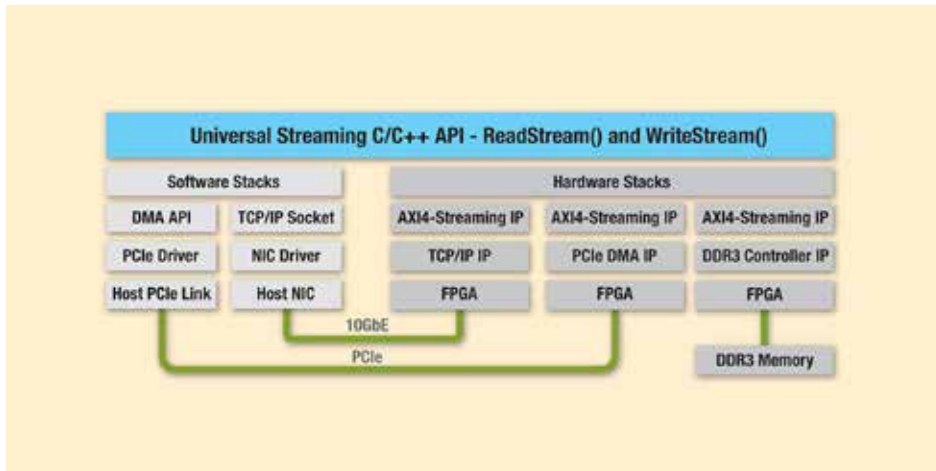 Universal Streaming C/C++ API - ReadStream() and WriteStream()
Software Stacks
Hardware Stacks
DMA API
TCP/IP Socket
AXI4-Streaming IP
AXI4-Streaming IP
AXI4-Streaming IP
PCIe Driver
NIC Driver
TCP/IP IP
PCIe DMA IP
DDR3 Controller IP
Host PCIe Link
Host NIC
FPGA
FPGA
FPGA
10GbE
PCIe
DDR3 Memory